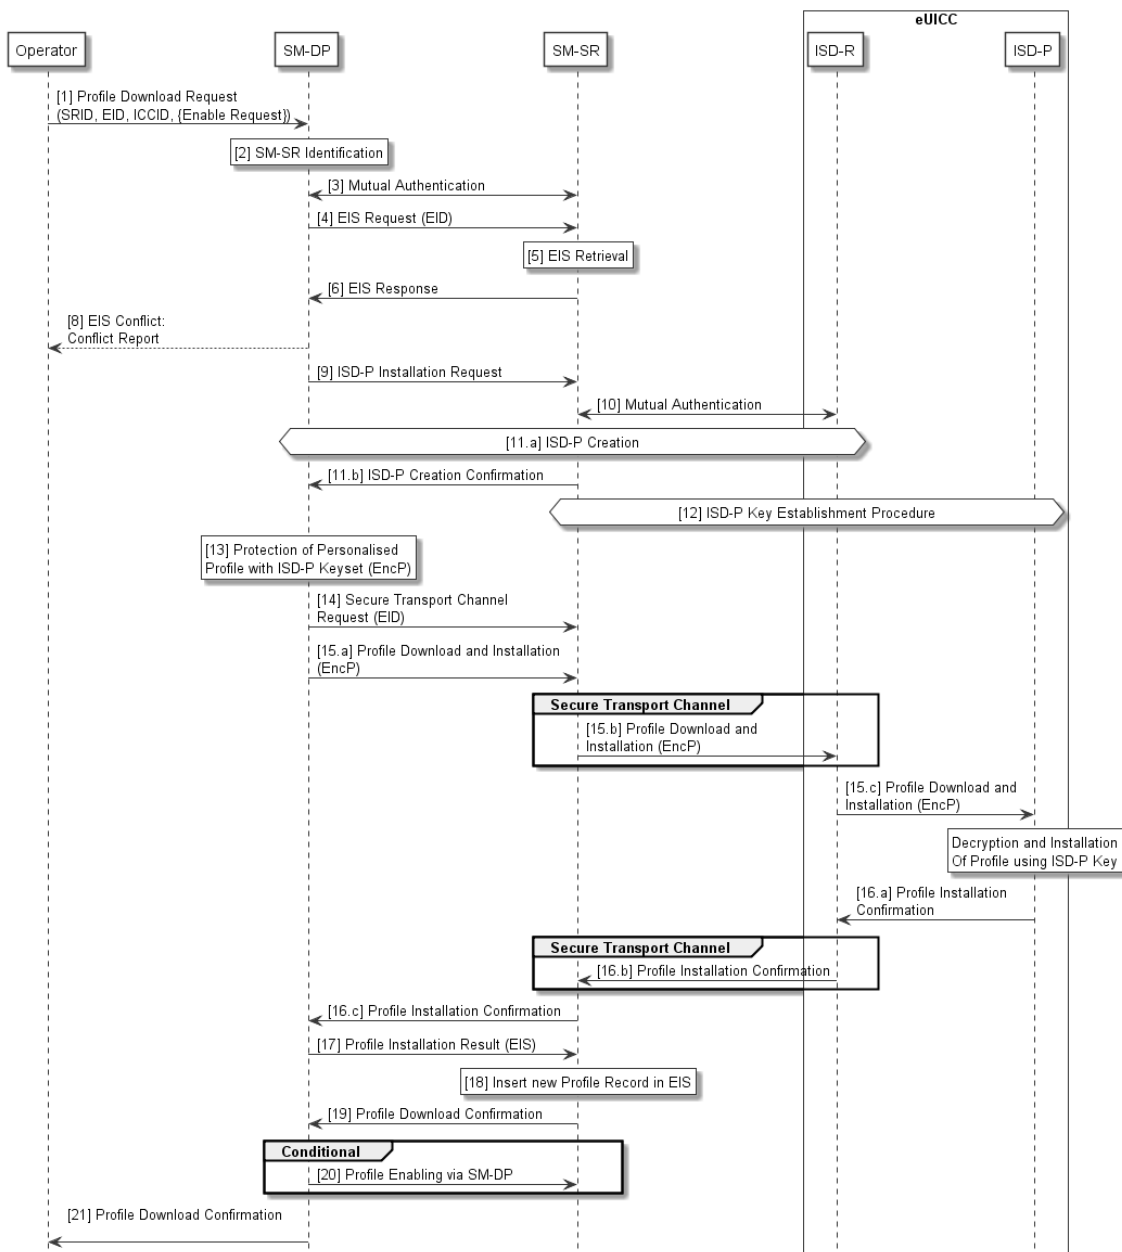 eUICC
Operator
SM-DP
SM-SR
ISD-R
ISD-P
[1] Profile Download Request
(SRID, EID, ICCID, {Enable Request})
[2] SM-SR Identification
[3] Mutual Authentication
[4] EIS Request (EID)
[5] EIS Retrieval
[6] EIS Response
[8] EIS Conflict:
Conflict Report
[9] ISD-P Installation Request
[10] Mutual Authentication
[11.a] ISD-P Creation
[11.b] ISD-P Creation Confirmation
[12] ISD-P Key Establishment Procedure
[13] Protection of Personalised
Profile with ISD-P Keyset (EncP)
[14] Secure Transport Channel
Request (EID)
[15.a] Profile Download and Installation
(EncP)
Secure Transport Channel
[15.b] Profile Download and
Installation (EncP)
[15.c] Profile Download and
Installation (EncP)
Decryption and Installation
Of Profile using ISD-P Key
[16.a] Profile Installation
Confirmation
Secure Transport Channel
[16.b] Profile Installation Confirmation
[16.c] Profile Installation Confirmation
[17] Profile Installation Result (EIS)
[18] Insert new Profile Record in EIS
[19] Profile Download Confirmation
Conditional
[20] Profile Enabling via SM-DP
[21] Profile Download Confirmation